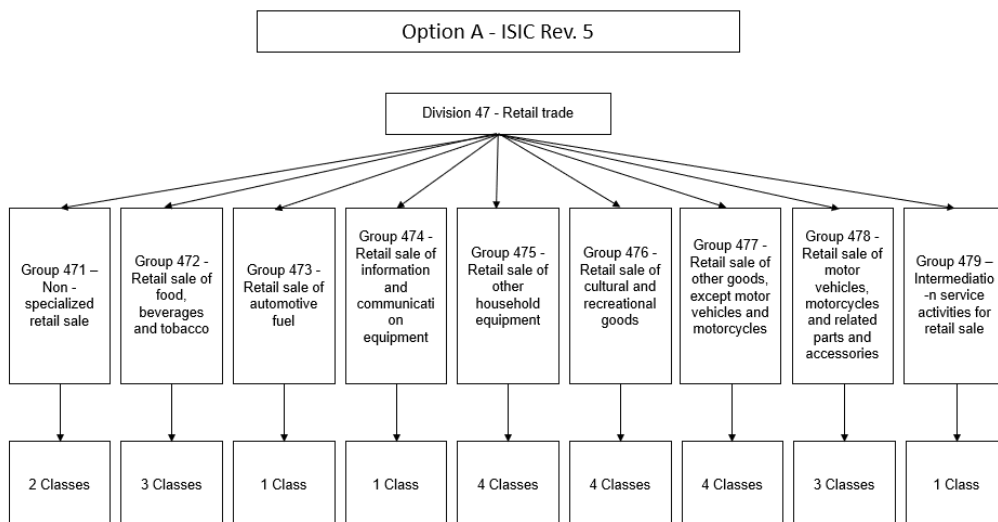 Option A - ISIC Rev. 5
Division 47 - Retail trade
Group 471 –
Non -
specialized
retail sale
Group 472 -
Retail sale of
food,
beverages
and tobacco
Group 473 -
Retail sale of
automotive
fuel
Group 474 -
Retail sale of
information
and
communicati
on
equipment
Group 475 -
Retail sale of
other
household
equipment
Group 476 -
Retail sale of
cultural and
recreational
goods
Group 477 -
Retail sale of
other goods,
except motor
vehicles and
motorcycles
Group 478 -
Retail sale of
motor
vehicles,
motorcycles
and related
parts and
accessories
Group 479 –
Intermediatio
-n service
activities for
retail sale
2 Classes
3 Classes
1 Class
1 Class
4 Classes
4 Classes
4 Classes
3 Classes
1 Class